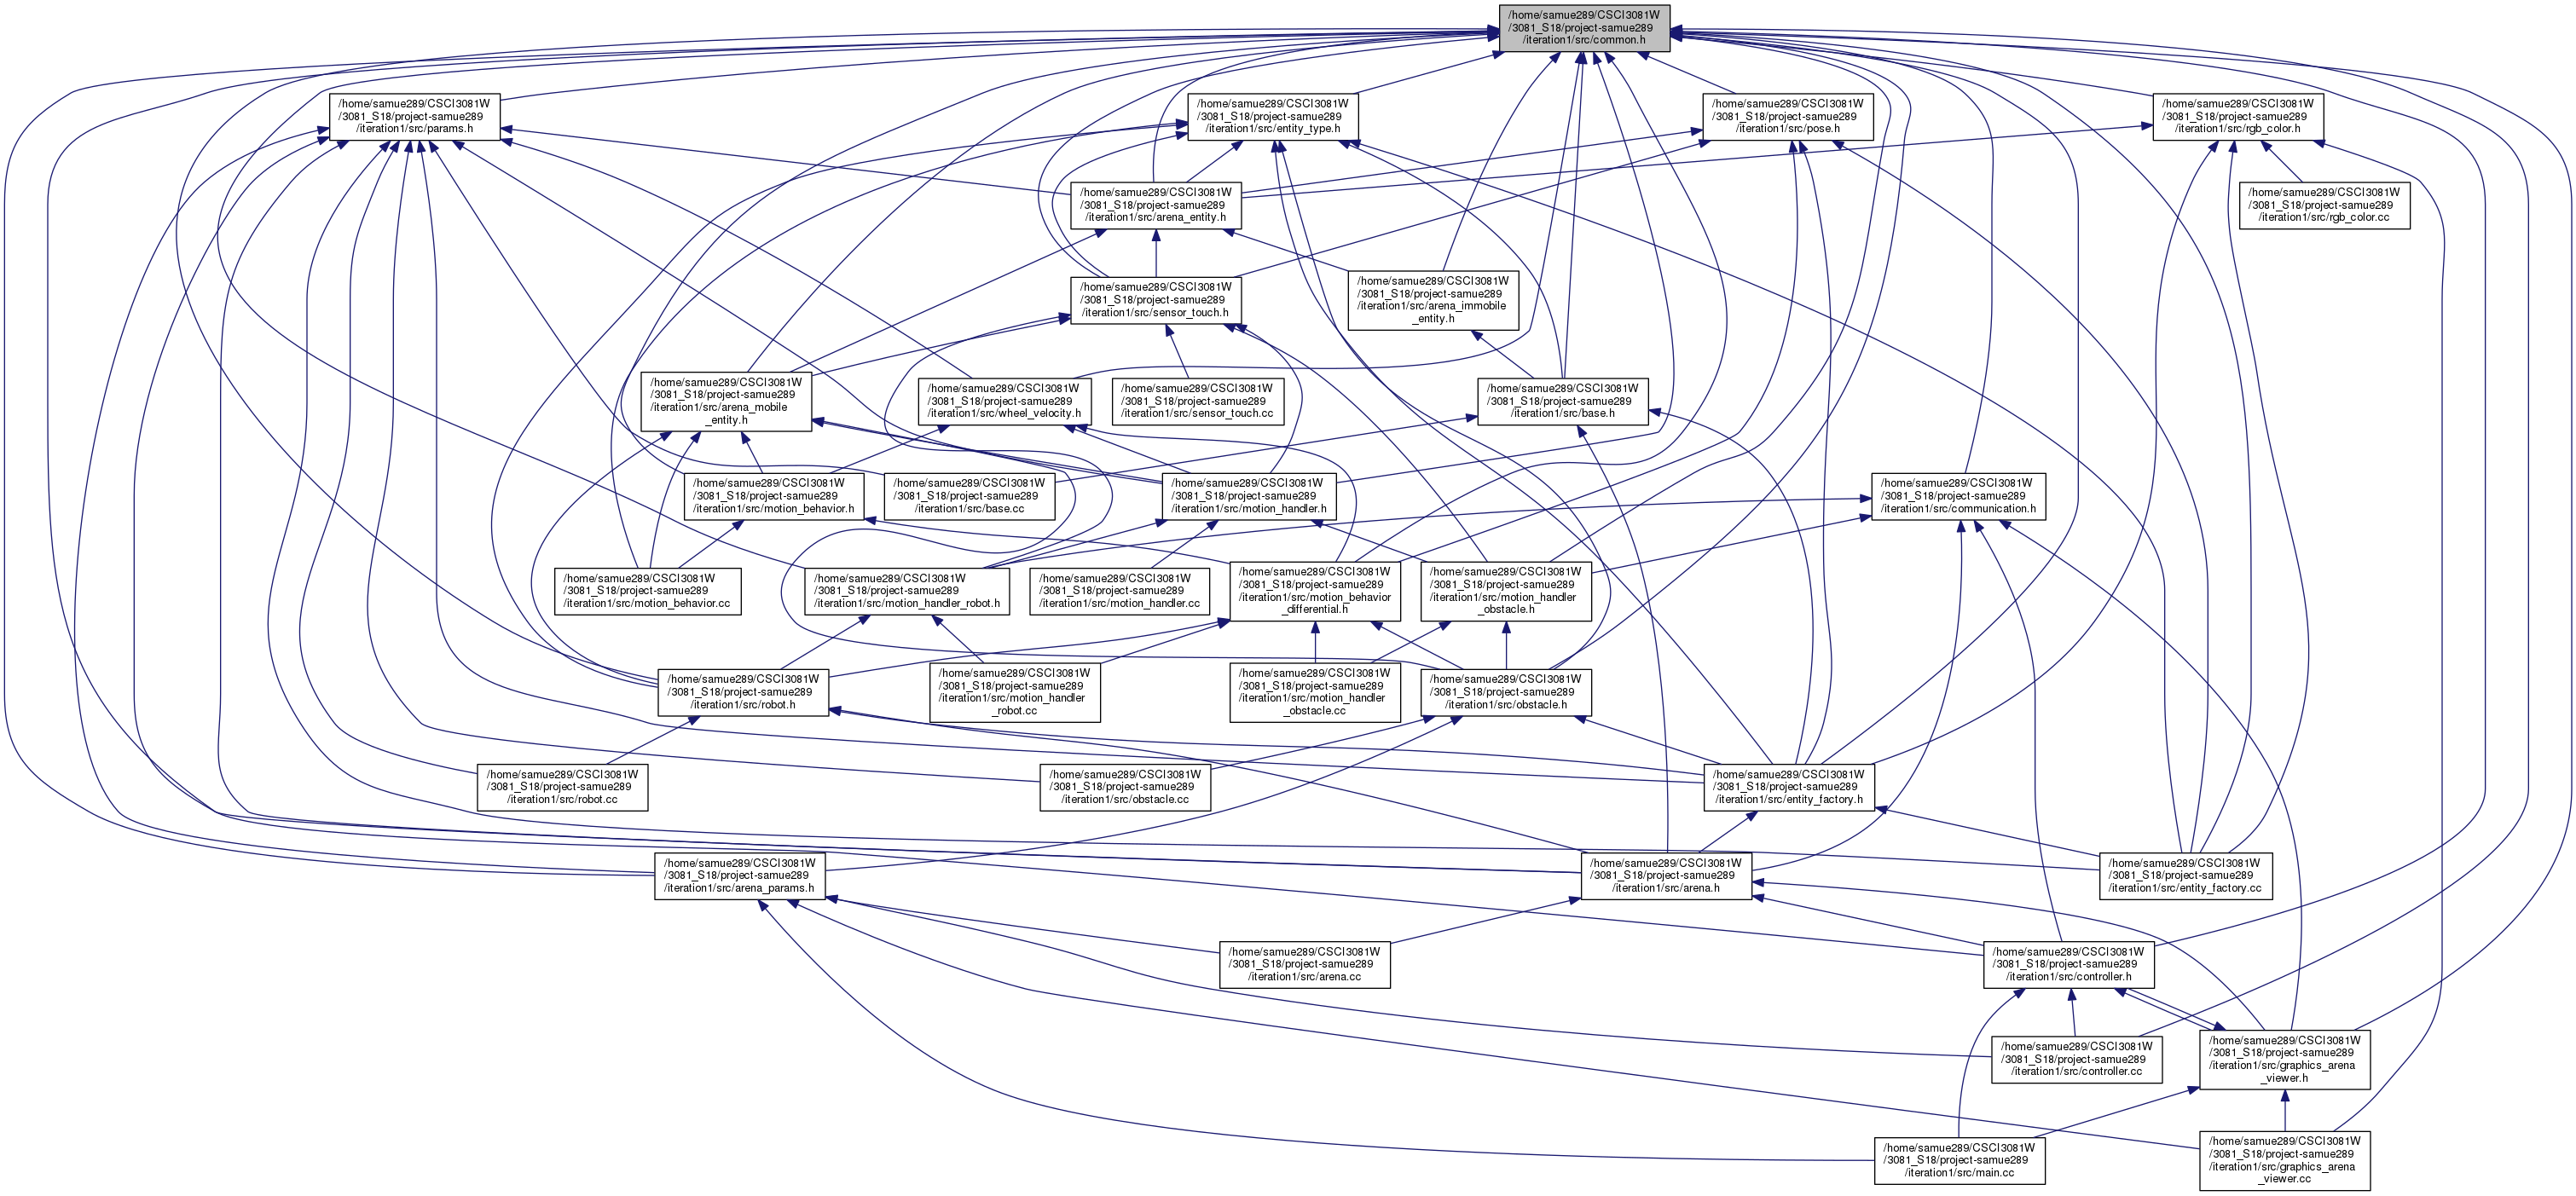 /home/samue289/CSCI3081W
/3081_S18/project-samue289
/iteration1/src/common.h
/home/samue289/CSCI3081W
/3081_S18/project-samue289
/iteration1/src/params.h
/home/samue289/CSCI3081W
/3081_S18/project-samue289
/iteration1/src/entity_type.h
/home/samue289/CSCI3081W
/3081_S18/project-samue289
/iteration1/src/pose.h
/home/samue289/CSCI3081W
/3081_S18/project-samue289
/iteration1/src/rgb_color.h
/home/samue289/CSCI3081W
/3081_S18/project-samue289
/iteration1/src/arena_entity.h
/home/samue289/CSCI3081W
/3081_S18/project-samue289
/iteration1/src/rgb_color.cc
/home/samue289/CSCI3081W
/3081_S18/project-samue289
/iteration1/src/sensor_touch.h
/home/samue289/CSCI3081W
/3081_S18/project-samue289
/iteration1/src/arena_immobile
_entity.h
/home/samue289/CSCI3081W
/3081_S18/project-samue289
/iteration1/src/arena_mobile
_entity.h
/home/samue289/CSCI3081W
/3081_S18/project-samue289
/iteration1/src/wheel_velocity.h
/home/samue289/CSCI3081W
/3081_S18/project-samue289
/iteration1/src/sensor_touch.cc
/home/samue289/CSCI3081W
/3081_S18/project-samue289
/iteration1/src/base.h
/home/samue289/CSCI3081W
/3081_S18/project-samue289
/iteration1/src/motion_behavior.h
/home/samue289/CSCI3081W
/3081_S18/project-samue289
/iteration1/src/base.cc
/home/samue289/CSCI3081W
/3081_S18/project-samue289
/iteration1/src/motion_handler.h
/home/samue289/CSCI3081W
/3081_S18/project-samue289
/iteration1/src/communication.h
/home/samue289/CSCI3081W
/3081_S18/project-samue289
/iteration1/src/motion_behavior.cc
/home/samue289/CSCI3081W
/3081_S18/project-samue289
/iteration1/src/motion_handler_robot.h
/home/samue289/CSCI3081W
/3081_S18/project-samue289
/iteration1/src/motion_handler.cc
/home/samue289/CSCI3081W
/3081_S18/project-samue289
/iteration1/src/motion_behavior
_differential.h
/home/samue289/CSCI3081W
/3081_S18/project-samue289
/iteration1/src/motion_handler
_obstacle.h
/home/samue289/CSCI3081W
/3081_S18/project-samue289
/iteration1/src/robot.h
/home/samue289/CSCI3081W
/3081_S18/project-samue289
/iteration1/src/motion_handler
_robot.cc
/home/samue289/CSCI3081W
/3081_S18/project-samue289
/iteration1/src/motion_handler
_obstacle.cc
/home/samue289/CSCI3081W
/3081_S18/project-samue289
/iteration1/src/obstacle.h
/home/samue289/CSCI3081W
/3081_S18/project-samue289
/iteration1/src/robot.cc
/home/samue289/CSCI3081W
/3081_S18/project-samue289
/iteration1/src/obstacle.cc
/home/samue289/CSCI3081W
/3081_S18/project-samue289
/iteration1/src/entity_factory.h
/home/samue289/CSCI3081W
/3081_S18/project-samue289
/iteration1/src/arena_params.h
/home/samue289/CSCI3081W
/3081_S18/project-samue289
/iteration1/src/arena.h
/home/samue289/CSCI3081W
/3081_S18/project-samue289
/iteration1/src/entity_factory.cc
/home/samue289/CSCI3081W
/3081_S18/project-samue289
/iteration1/src/arena.cc
/home/samue289/CSCI3081W
/3081_S18/project-samue289
/iteration1/src/controller.h
/home/samue289/CSCI3081W
/3081_S18/project-samue289
/iteration1/src/controller.cc
/home/samue289/CSCI3081W
/3081_S18/project-samue289
/iteration1/src/graphics_arena
_viewer.h
/home/samue289/CSCI3081W
/3081_S18/project-samue289
/iteration1/src/main.cc
/home/samue289/CSCI3081W
/3081_S18/project-samue289
/iteration1/src/graphics_arena
_viewer.cc